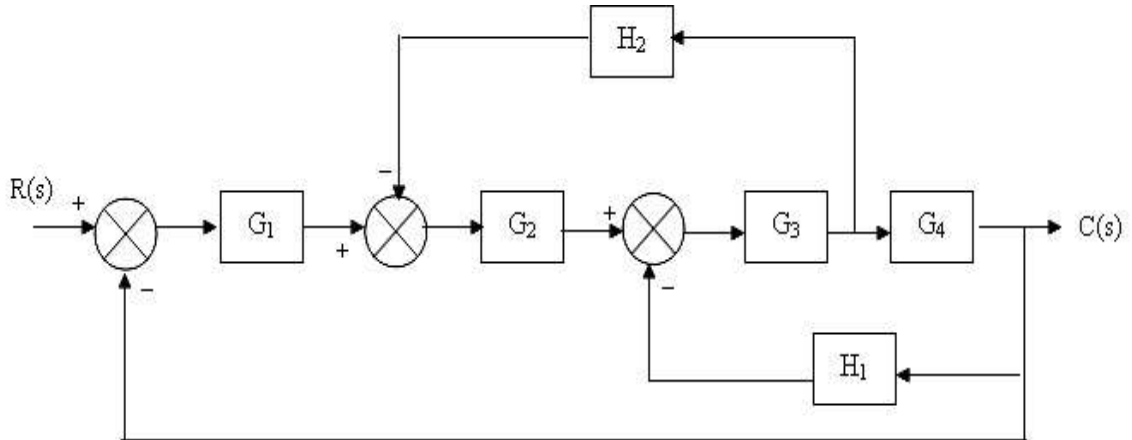 H₂
R(s) + − + − + −
G₁ G₂ G₃ G₄ C(s)
H₁